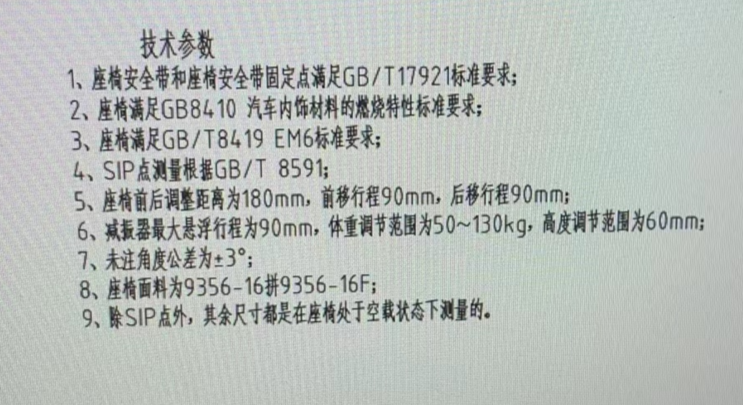 技术参数
1、座椅安全带和座椅安全带固定点满足GB/T17921标准要求;
2、座椅满足GB8410 汽车内饰材料的燃烧特性标准要求;
3、座椅满足GB/T8419 EM6标准要求;
4、SIP点测量根据GB/T 8591;
5、座椅前后调整距离为180mm，前移行程90mm，后移行程90mm;
6、减振器最大悬浮行程为90mm，体重调节范围为50~130kg，高度调节范围为60mm;
7、未注角度公差为±3°;
8、座椅面料为9356-16拼9356-16F;
9、除SIP点外，其余尺寸都是在座椅处于空载状态下测量的。